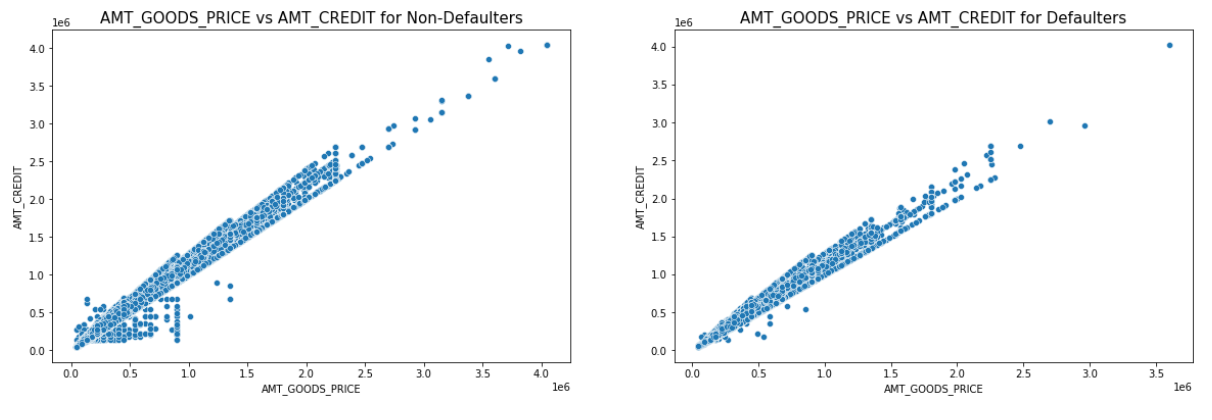 AMT_GOODS_PRICE vs AMT_CREDIT for Non-Defaulters
1e6
4.0
3.5
3.0
2.5
2.0
1.5
1.0
0.5
0.0
AMT_CREDIT
0.0 0.5 1.0 1.5 2.0 2.5 3.0 3.5 4.0
AMT_GOODS_PRICE
1e6
AMT_GOODS_PRICE vs AMT_CREDIT for Defaulters
1e6
4.0
3.5
3.0
2.5
2.0
1.5
1.0
0.5
0.0
AMT_CREDIT
0.0 0.5 1.0 1.5 2.0 2.5 3.0 3.5
AMT_GOODS_PRICE
1e6